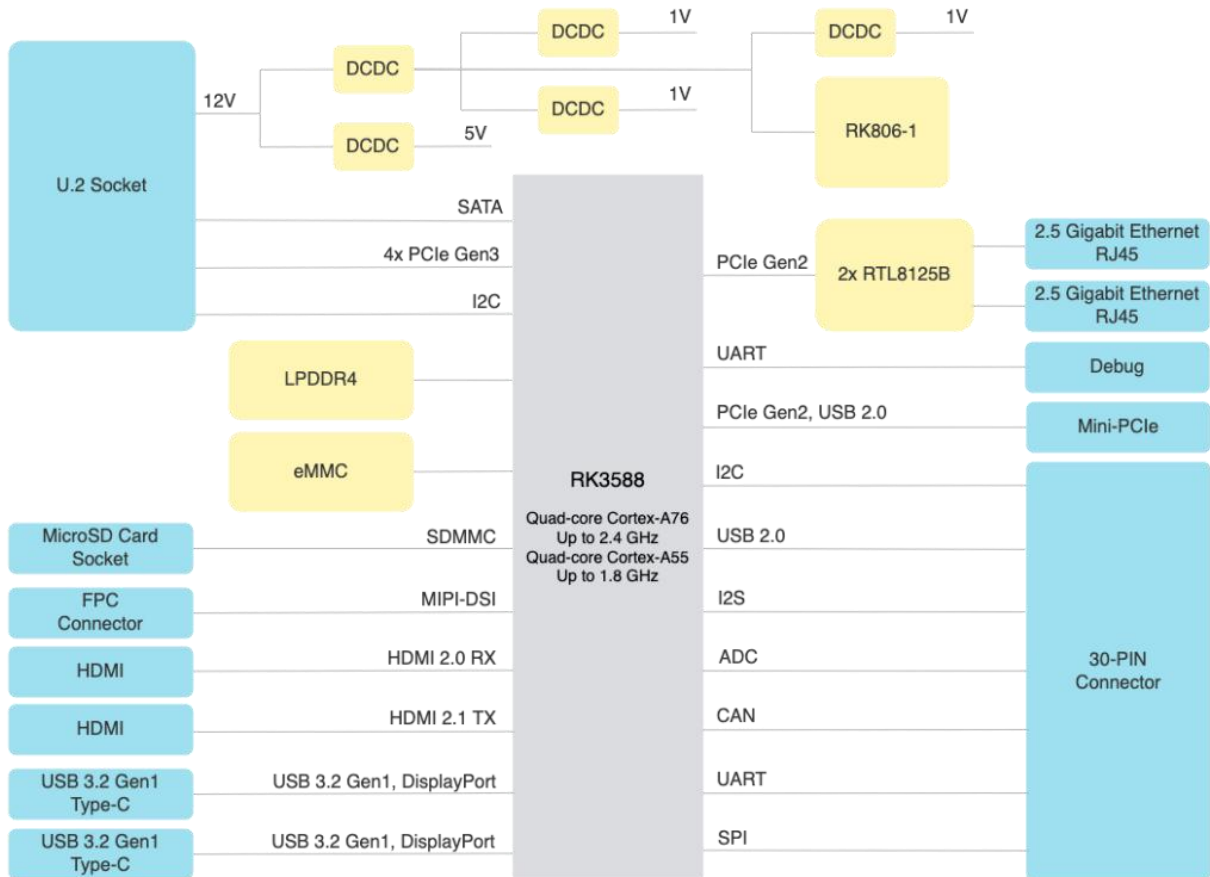 1V
1V
DCDC
DCDC
DCDC
12V
1V
DCDC
RK806-1
5V
DCDC
U.2 Socket
SATA
4x PCIe Gen3
I2C
PCIe Gen2
2x RTL8125B
2.5 Gigabit Ethernet
RJ45
2.5 Gigabit Ethernet
RJ45
LPDDR4
UART
Debug
PCIe Gen2, USB 2.0
Mini-PCIe
eMMC
RK3588
Quad-core Cortex-A76
Up to 2.4 GHz
Quad-core Cortex-A55
Up to 1.8 GHz
I2C
MicroSD Card
Socket
SDMMC
USB 2.0
FPC
Connector
MIPI-DSI
I2S
HDMI
HDMI 2.0 RX
ADC
30-PIN
Connector
HDMI
HDMI 2.1 TX
CAN
USB 3.2 Gen1
Type-C
USB 3.2 Gen1, DisplayPort
UART
USB 3.2 Gen1
Type-C
USB 3.2 Gen1, DisplayPort
SPI